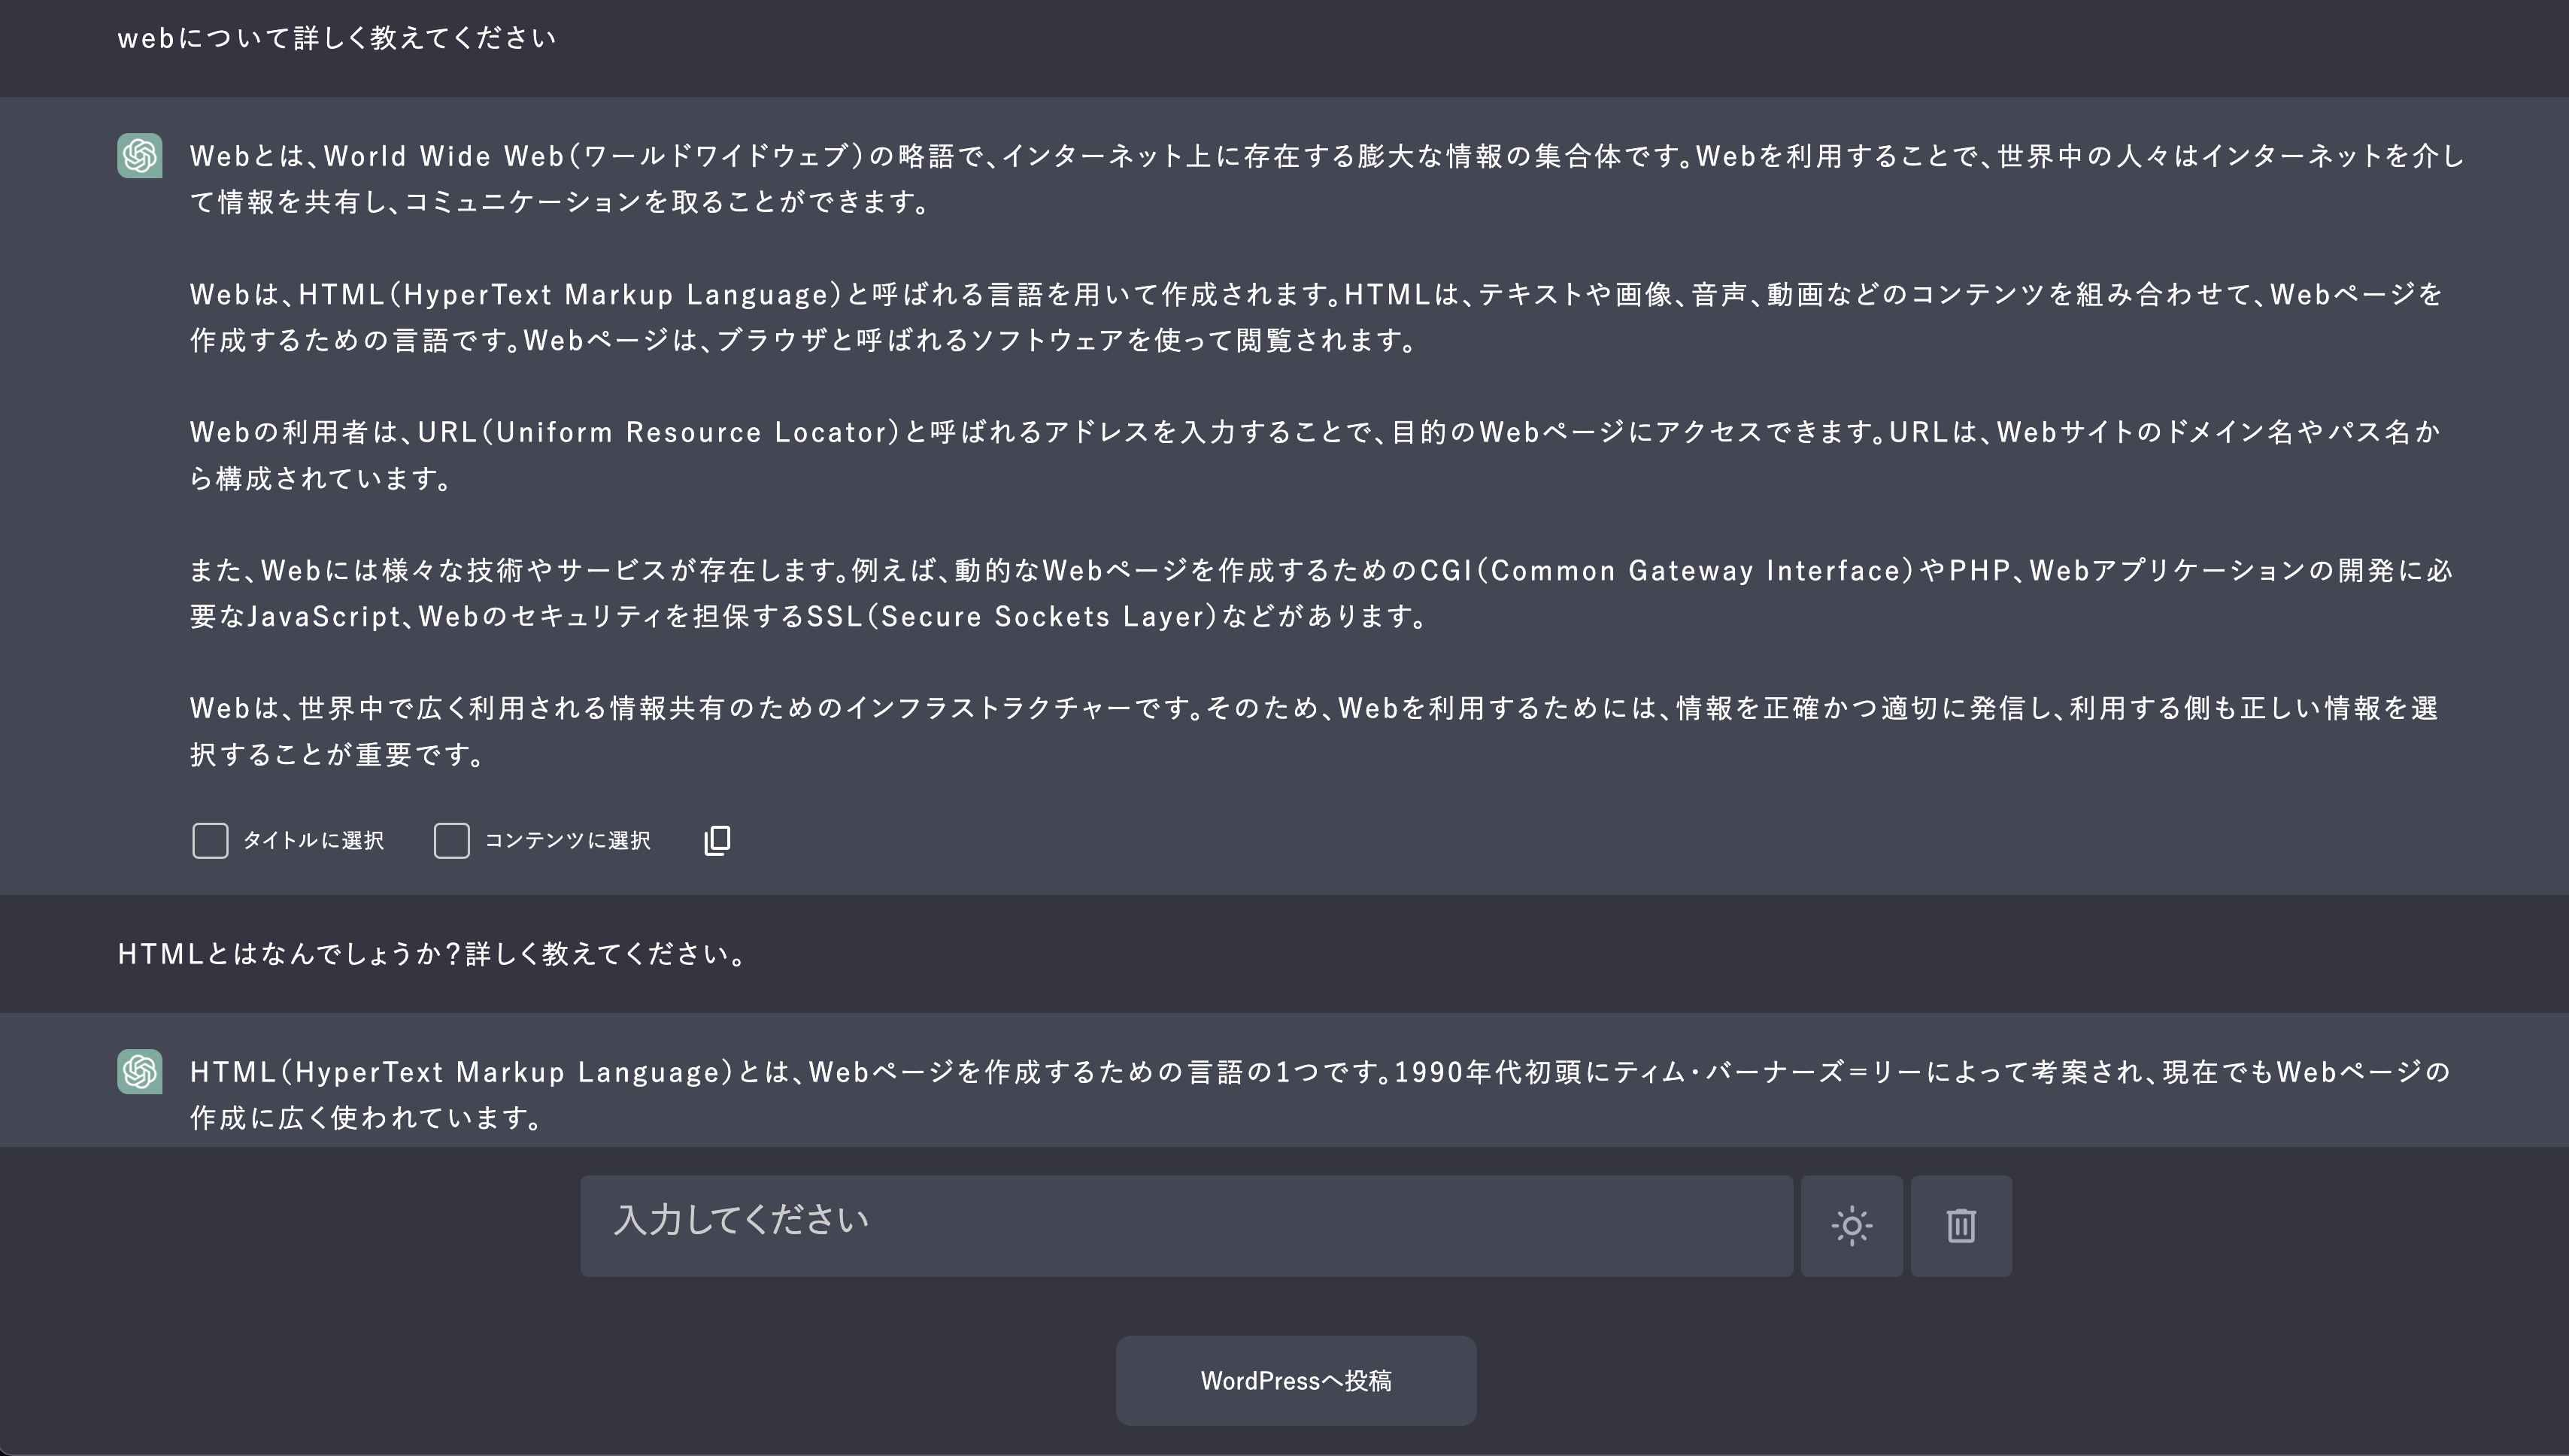 webについて詳しく教えてください
Webとは、World Wide Web(ワールドワイドウェブ)の略語で、インターネット上に存在する膨大な情報の集合体です。Webを利用することで、世界中の人々はインターネットを介し
て情報を共有し、コミュニケーションを取ることができます。
Webは、HTML(HyperText Markup Language)と呼ばれる言語を用いて作成されます。HTMLは、テキストや画像、音声、動画などのコンテンツを組み合わせて、Webページを
作成するための言語です。Webページは、ブラウザと呼ばれるソフトウェアを使って閲覧されます。
Webの利用者は、URL(Uniform Resource Locator)と呼ばれるアドレスを入力することで、目的のWebページにアクセスできます。URLは、Webサイトのドメイン名やパス名か
ら構成されています。
また、Webには様々な技術やサービスが存在します。例えば、動的なWebページを作成するためのCGI(Common Gateway Interface)やPHP、Webアプリケーションの開発に必
要なJavaScript、Webのセキュリティを担保するSSL(Secure Sockets Layer)などがあります。
Webは、世界中で広く利用される情報共有のためのインフラストラクチャーです。そのため、Webを利用するためには、情報を正確かつ適切に発信し、利用する側も正しい情報を選
択することが重要です。
タイトルに選択 コンテンツに選択
HTMLとはなんでしょうか?詳しく教えてください。
HTML(HyperText Markup Language)とは、Webページを作成するための言語の1つです。1990年代初頭にティム・バーナーズ=リーによって考案され、現在でもWebページの
作成に広く使われています。
入力してください
WordPressへ投稿